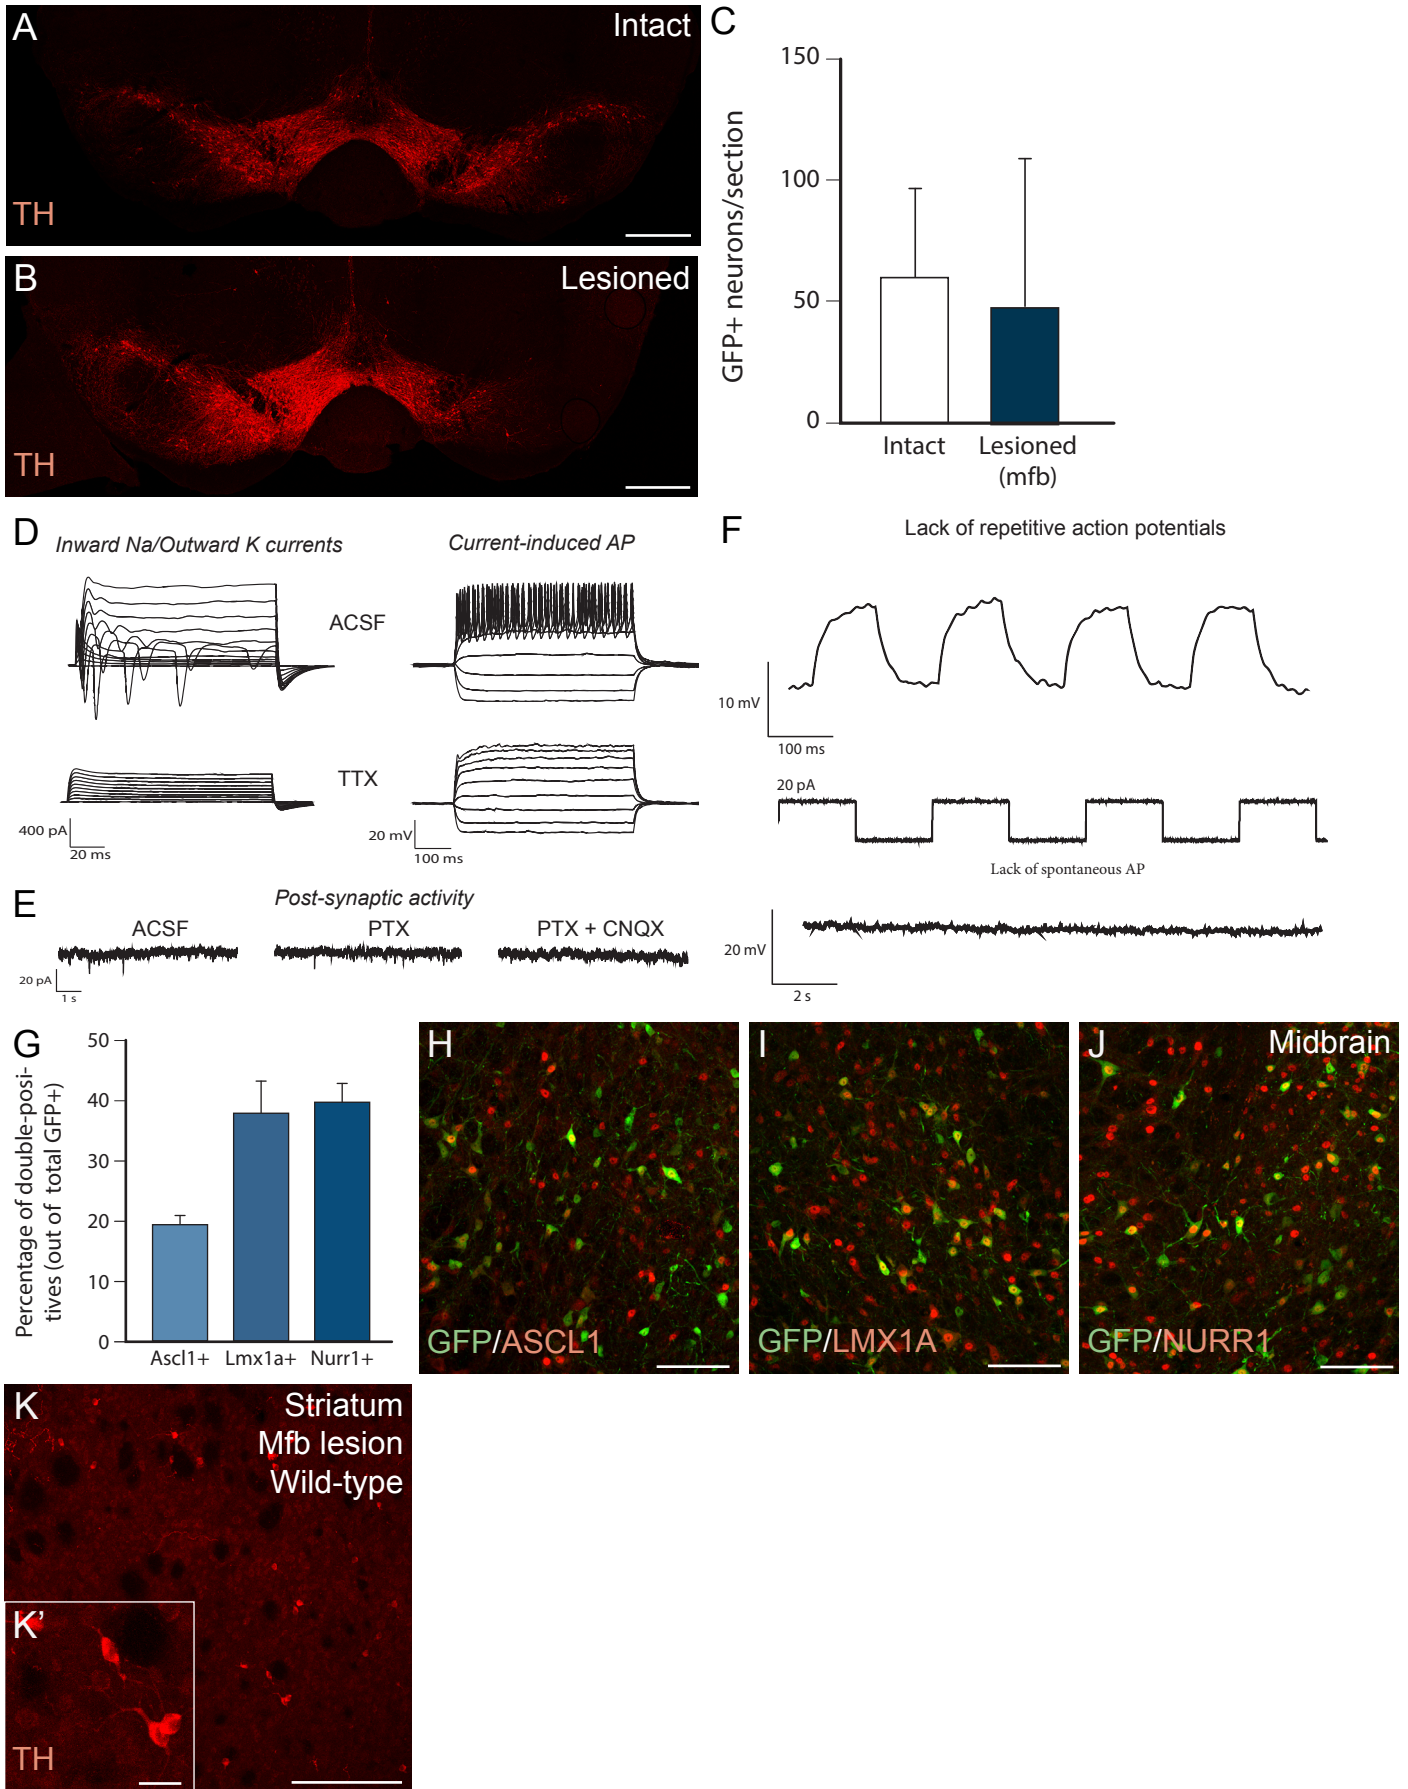 A
Intact
TH
B
Lesioned
TH
C
GFP+ neurons/section
150
100
50
0
Intact
Lesioned
(mfb)
D
Inward Na/Outward K currents
Current-induced AP
ACSF
TTX
400 pA
20 ms
20 mV
100 ms
E
Post-synaptic activity
ACSF
PTX
PTX + CNQX
20 pA
1 s
F
Lack of repetitive action potentials
10 mV
100 ms
20 pA
Lack of spontaneous AP
20 mV
2 s
G
Percentage of double-posi-
tives (out of total GFP+)
50
40
30
20
10
0
Ascl1+
Lmx1a+
Nurr1+
H
GFP/ASCL1
I
GFP/LMX1A
J
Midbrain
GFP/NURR1
K
Striatum
Mfb lesion
Wild-type
K'
TH